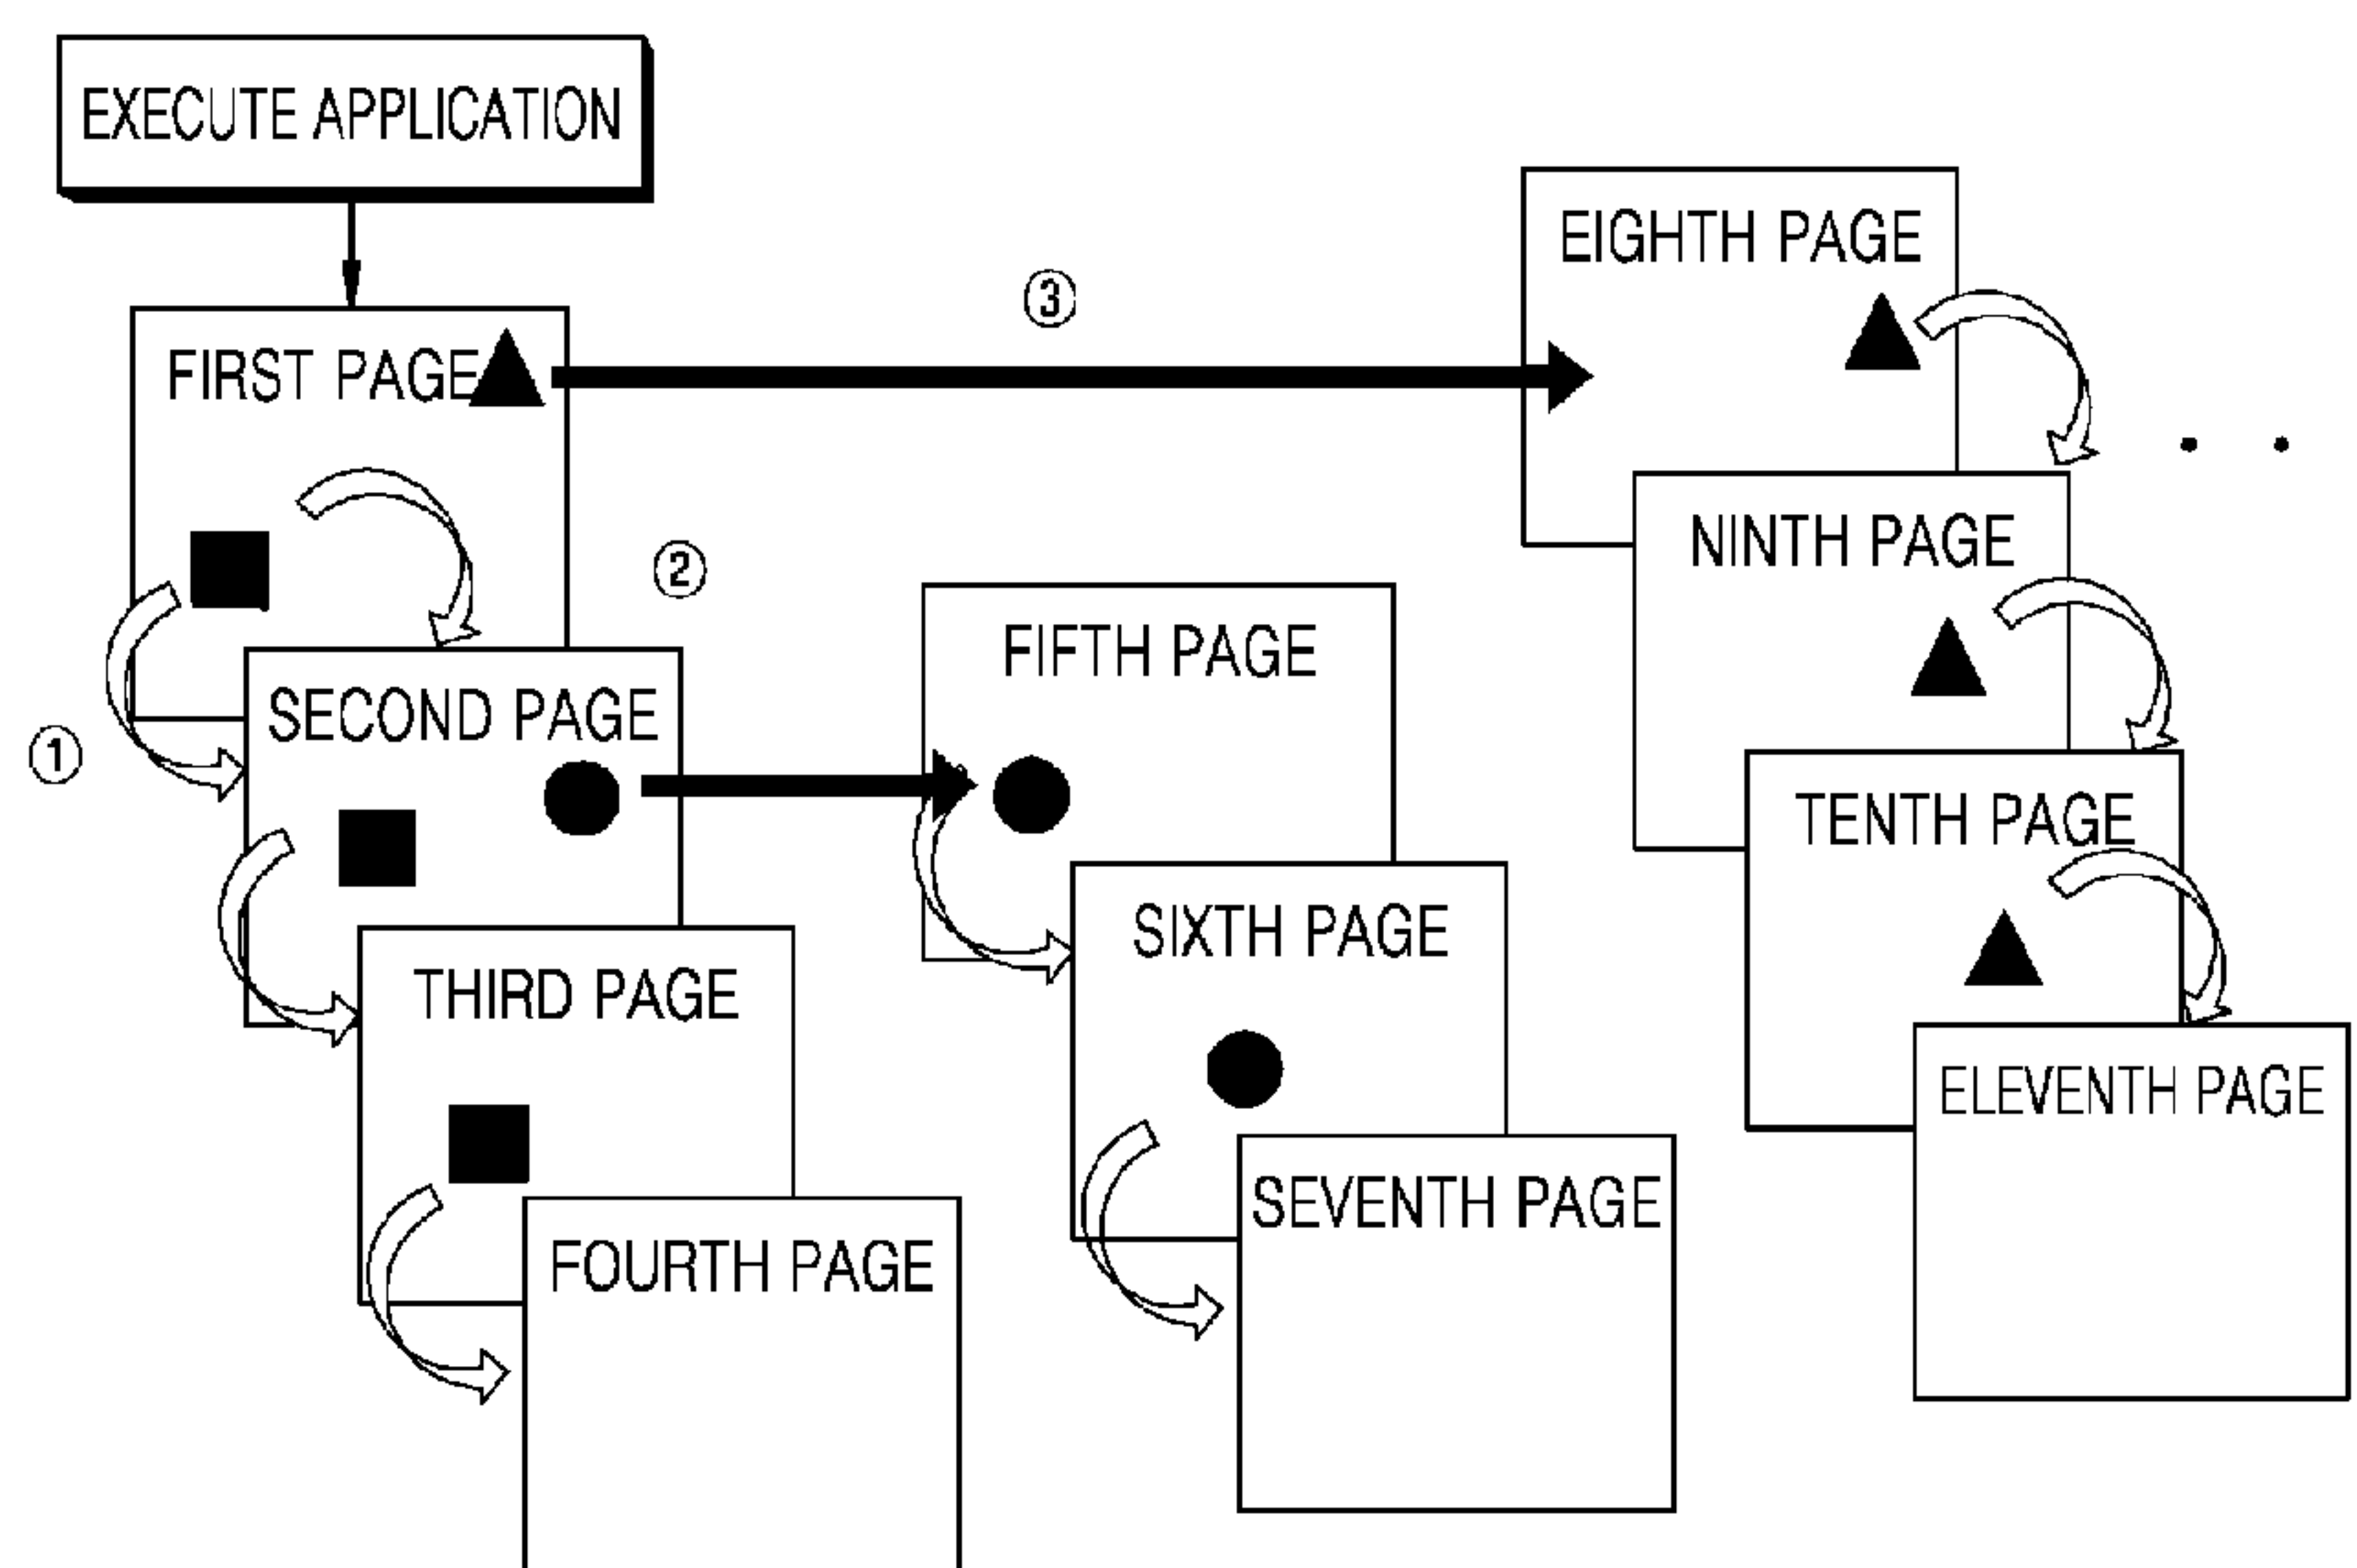 EXECUTE APPLICATION
FIRST PAGE
①
SECOND PAGE
THIRD PAGE
FOURTH PAGE
②
FIFTH PAGE
SIXTH PAGE
SEVENTH PAGE
③
EIGHTH PAGE
NINTH PAGE
TENTH PAGE
ELEVENTH PAGE